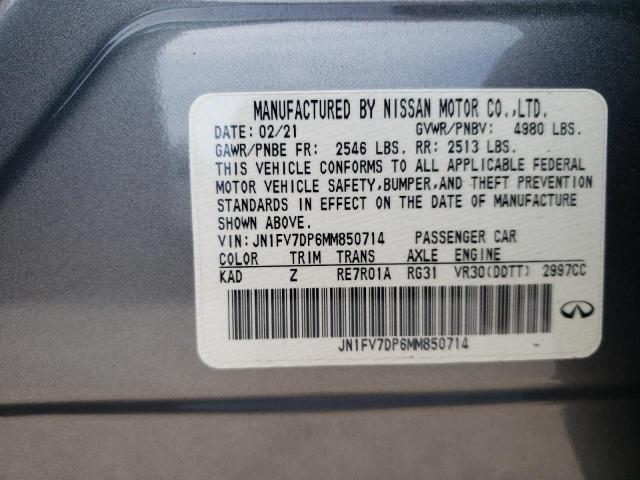 MANUFACTURED BY NISSAN MOTOR CO.,LTD.
DATE: 02/21 GVWR/PNBV: 4980 LBS.
GAWR/PNBE FR: 2546 LBS. RR: 2513 LBS.
THIS VEHICLE CONFORMS TO ALL APPLICABLE FEDERAL
MOTOR VEHICLE SAFETY,BUMPER,AND THEFT PREVENTION
STANDARDS IN EFFECT ON THE DATE OF MANUFACTURE
SHOWN ABOVE.
VIN: JN1FV7DP6MM850714 PASSENGER CAR
COLOR TRIM TRANS AXLE ENGINE
KAD Z RE7R01A RG31 VR30(DDTT) 2997CC
JN1FV7DP6MM850714